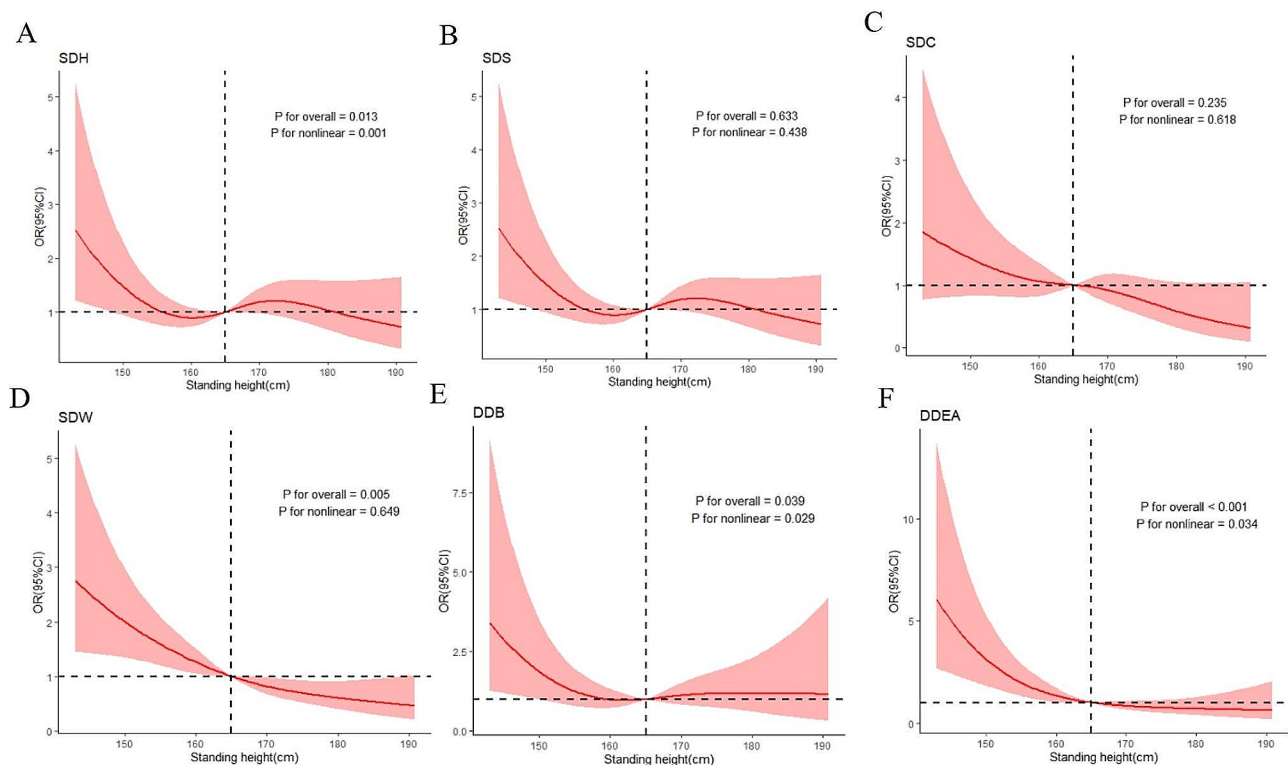 A
SDH
P for overall = 0.013
P for nonlinear = 0.001
OR(95%CI)
5
4
3
2
1
150
160
170
180
190
Standing height(cm)
B
SDS
P for overall = 0.633
P for nonlinear = 0.438
OR(95%CI)
5
4
3
2
1
150
160
170
180
190
Standing height(cm)
C
SDC
P for overall = 0.235
P for nonlinear = 0.618
OR(95%CI)
4
3
2
1
0
150
160
170
180
190
Standing height(cm)
D
SDW
P for overall = 0.005
P for nonlinear = 0.649
OR(95%CI)
5
4
3
2
1
0
150
160
170
180
190
Standing height(cm)
E
DDB
P for overall = 0.039
P for nonlinear = 0.029
OR(95%CI)
7.5
5.0
2.5
0.0
150
160
170
180
190
Standing height(cm)
F
DDEA
P for overall < 0.001
P for nonlinear = 0.034
OR(95%CI)
10
5
0
150
160
170
180
190
Standing height(cm)